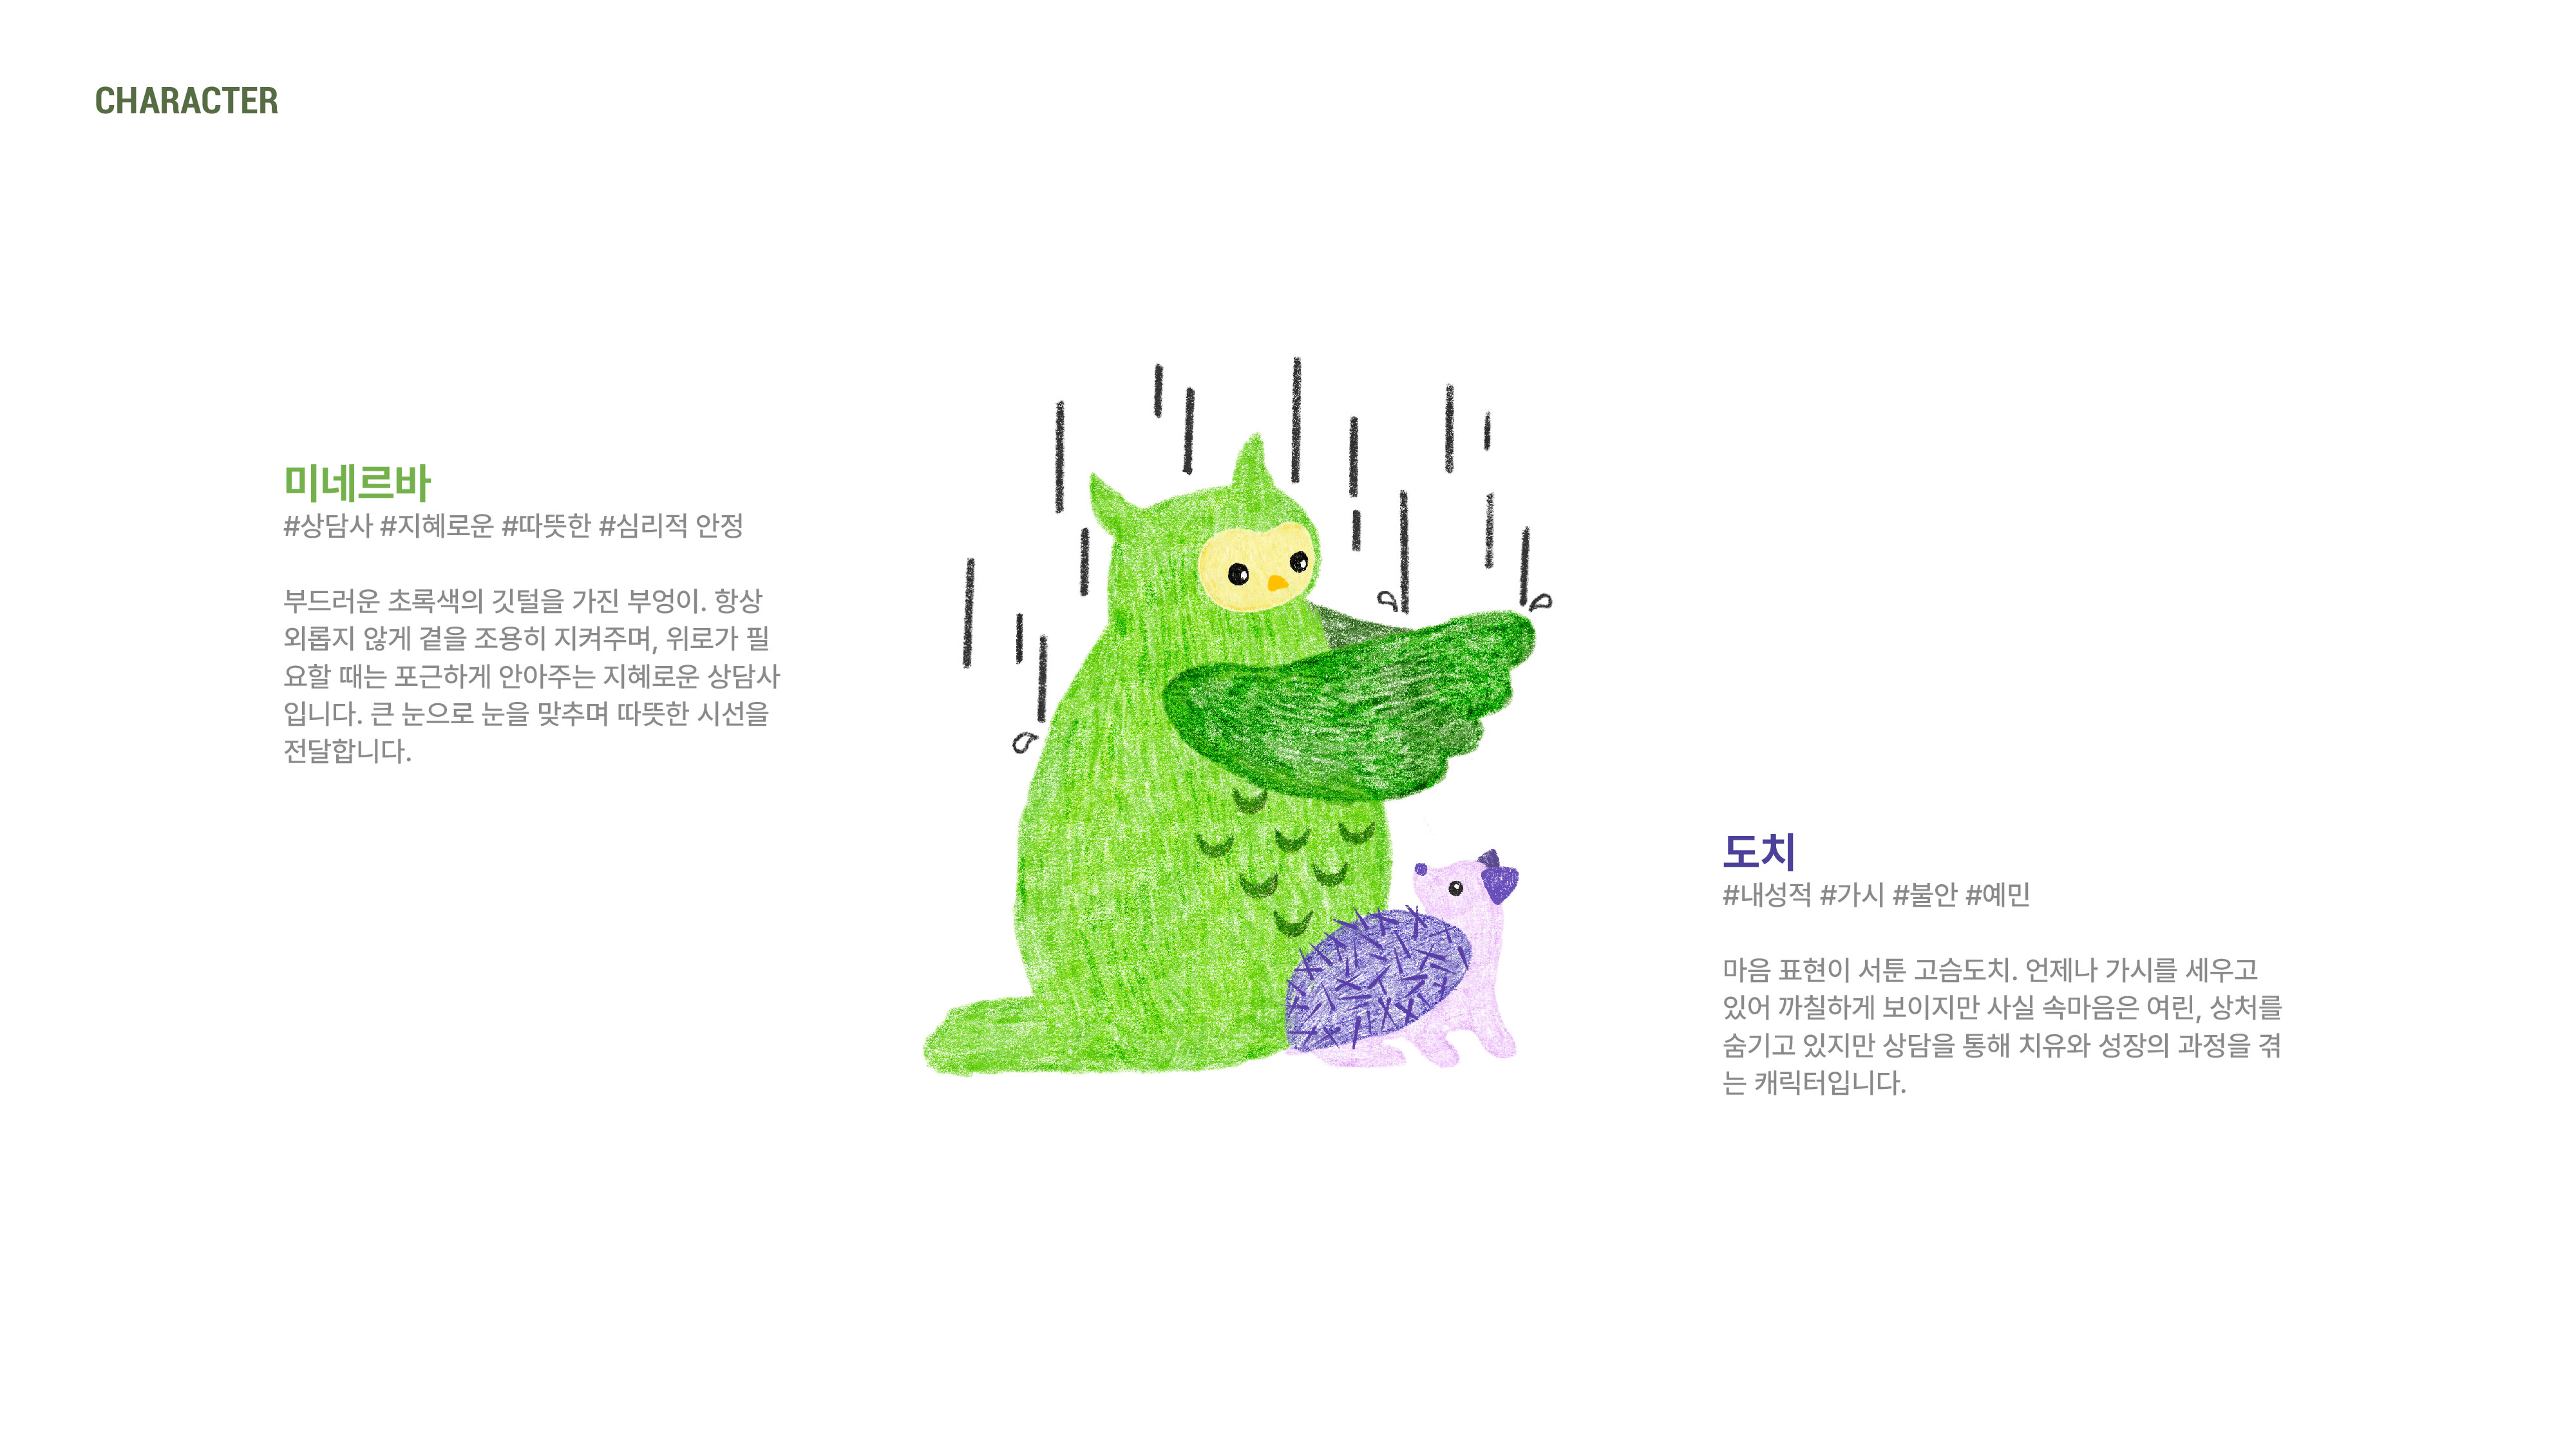 CHARACTER
미네르바
#상담사 #지혜로운 #따뜻한 #심리적 안정
부드러운 초록색의 깃털을 가진 부엉이. 항상
외롭지 않게 곁을 조용히 지켜주며, 위로가 필
요할 때는 포근하게 안아주는 지혜로운 상담사
입니다. 큰 눈으로 눈을 맞추며 따뜻한 시선을
전달합니다.
도치
#내성적 #가시 #불안 #예민
마음 표현이 서툰 고슴도치. 언제나 가시를 세우고
있어 까칠하게 보이지만 사실 속마음은 여린, 상처를
숨기고 있지만 상담을 통해 치유와 성장의 과정을 겪
는 캐릭터입니다.